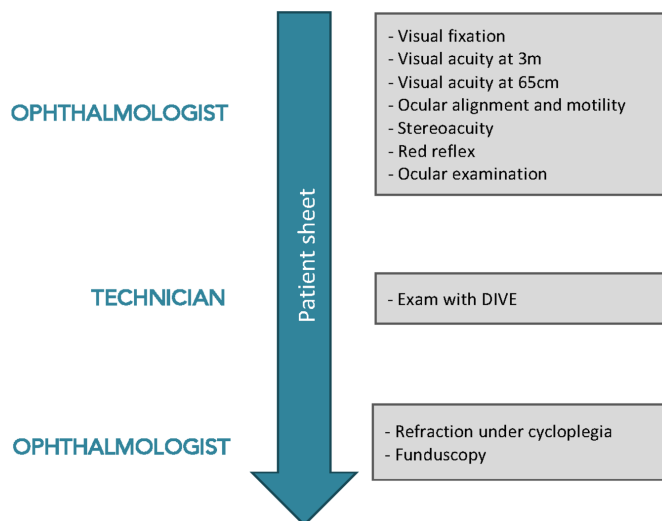 OPHTHALMOLOGIST
- Visual fixation
- Visual acuity at 3m
- Visual acuity at 65cm
- Ocular alignment and motility
- Stereoacuity
- Red reflex
- Ocular examination
Patient sheet
TECHNICIAN
- Exam with DIVE
OPHTHALMOLOGIST
- Refraction under cycloplegia
- Funduscopy